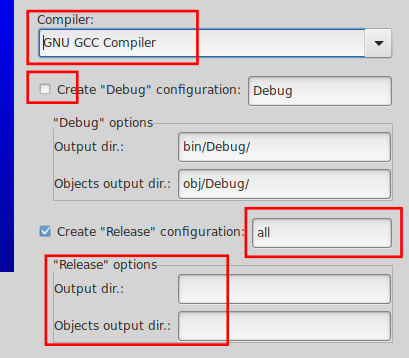 Compiler:
GNU GCC Compiler
Create "Debug" configuration: Debug
"Debug" options
Output dir.: bin/Debug/
Objects output dir.: obj/Debug/
Create "Release" configuration: all
"Release" options
Output dir.:
Objects output dir.: